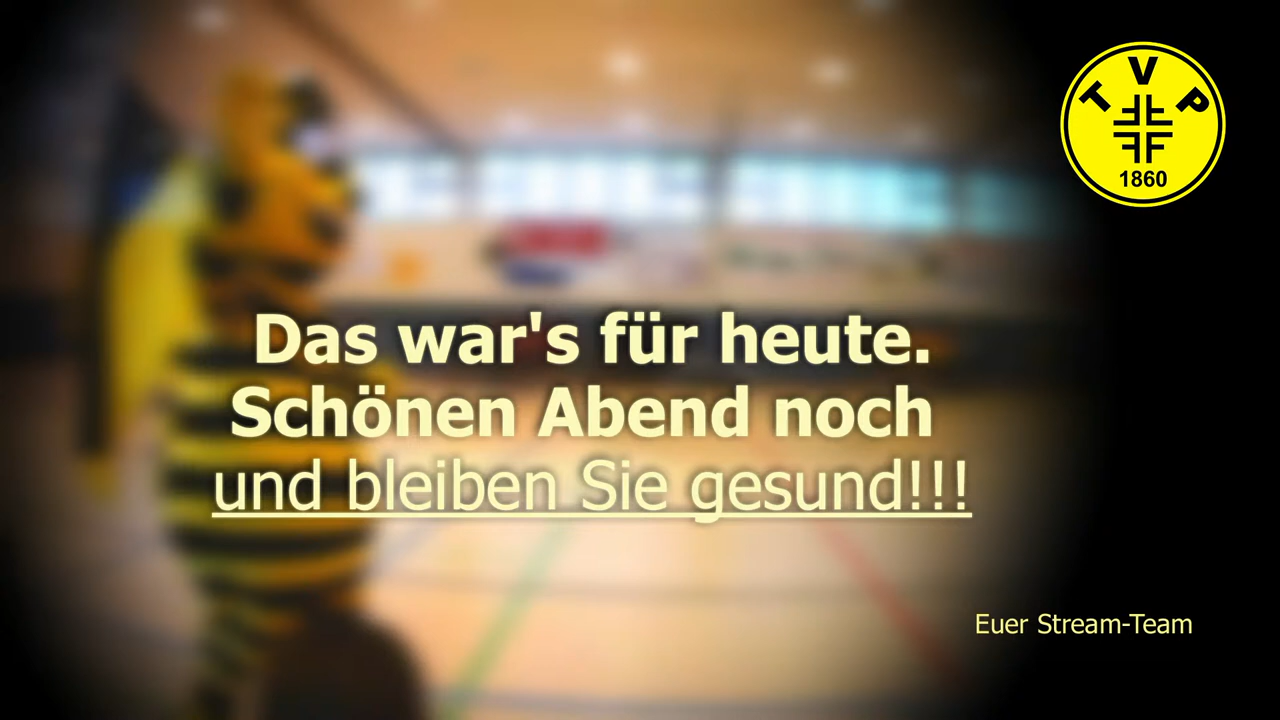 TVP
1860
Das war's für heute.
Schönen Abend noch
und bleiben Sie gesund!!!
Euer Stream-Team